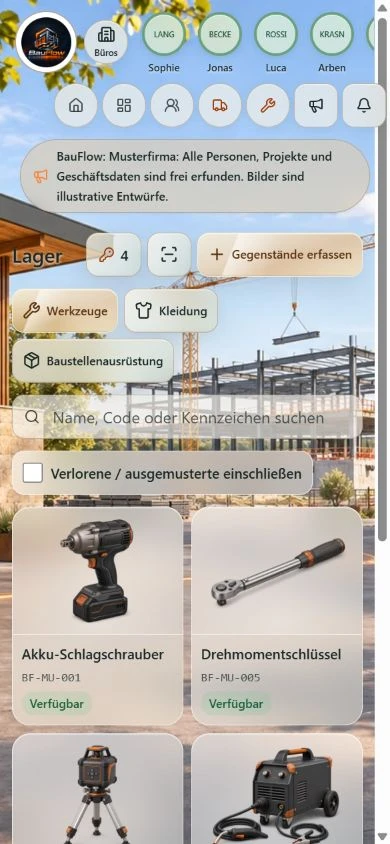 BauFlow
Büros
LANG
BECKE
ROSSI
KRASN
Sophie
Jonas
Luca
Arben
BauFlow: Musterfirma: Alle Personen, Projekte und
Geschäftsdaten sind frei erfunden. Bilder sind
illustrative Entwürfe.
Lager
4
Gegenstände erfassen
Werkzeuge
Kleidung
Baustellenausrüstung
Name, Code oder Kennzeichen suchen
Verlorene / ausgemusterte einschließen
Akku-Schlagschrauber
BF-MU-001
Verfügbar
Drehmomentschlüssel
BF-MU-005
Verfügbar